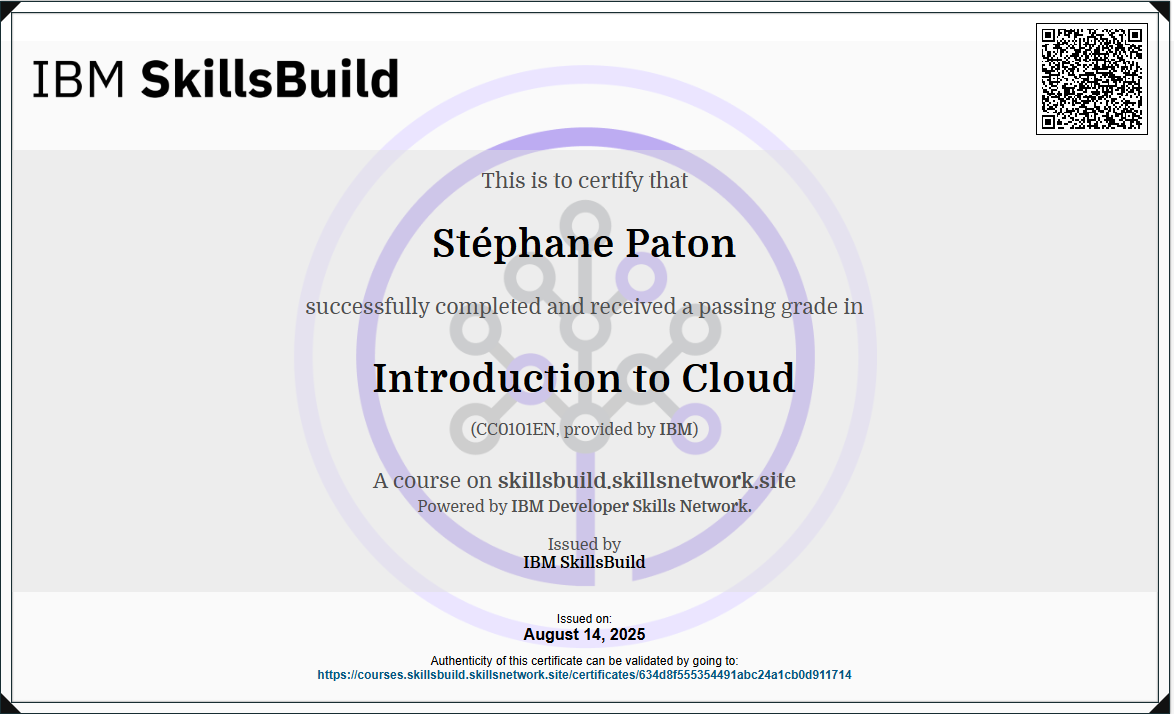 IBM SkillsBuild
This is to certify that
Stéphane Paton
successfully completed and received a passing grade in
Introduction to Cloud
(CC0101EN, provided by IBM)
A course on skillsbuild.skillsnetwork.site
Powered by IBM Developer Skills Network.
Issued by
IBM SkillsBuild
Issued on:
August 14, 2025
Authenticity of this certificate can be validated by going to:
https://courses.skillsbuild.skillsnetwork.site/certificates/634d8f555354491abc24a1cb0d911714